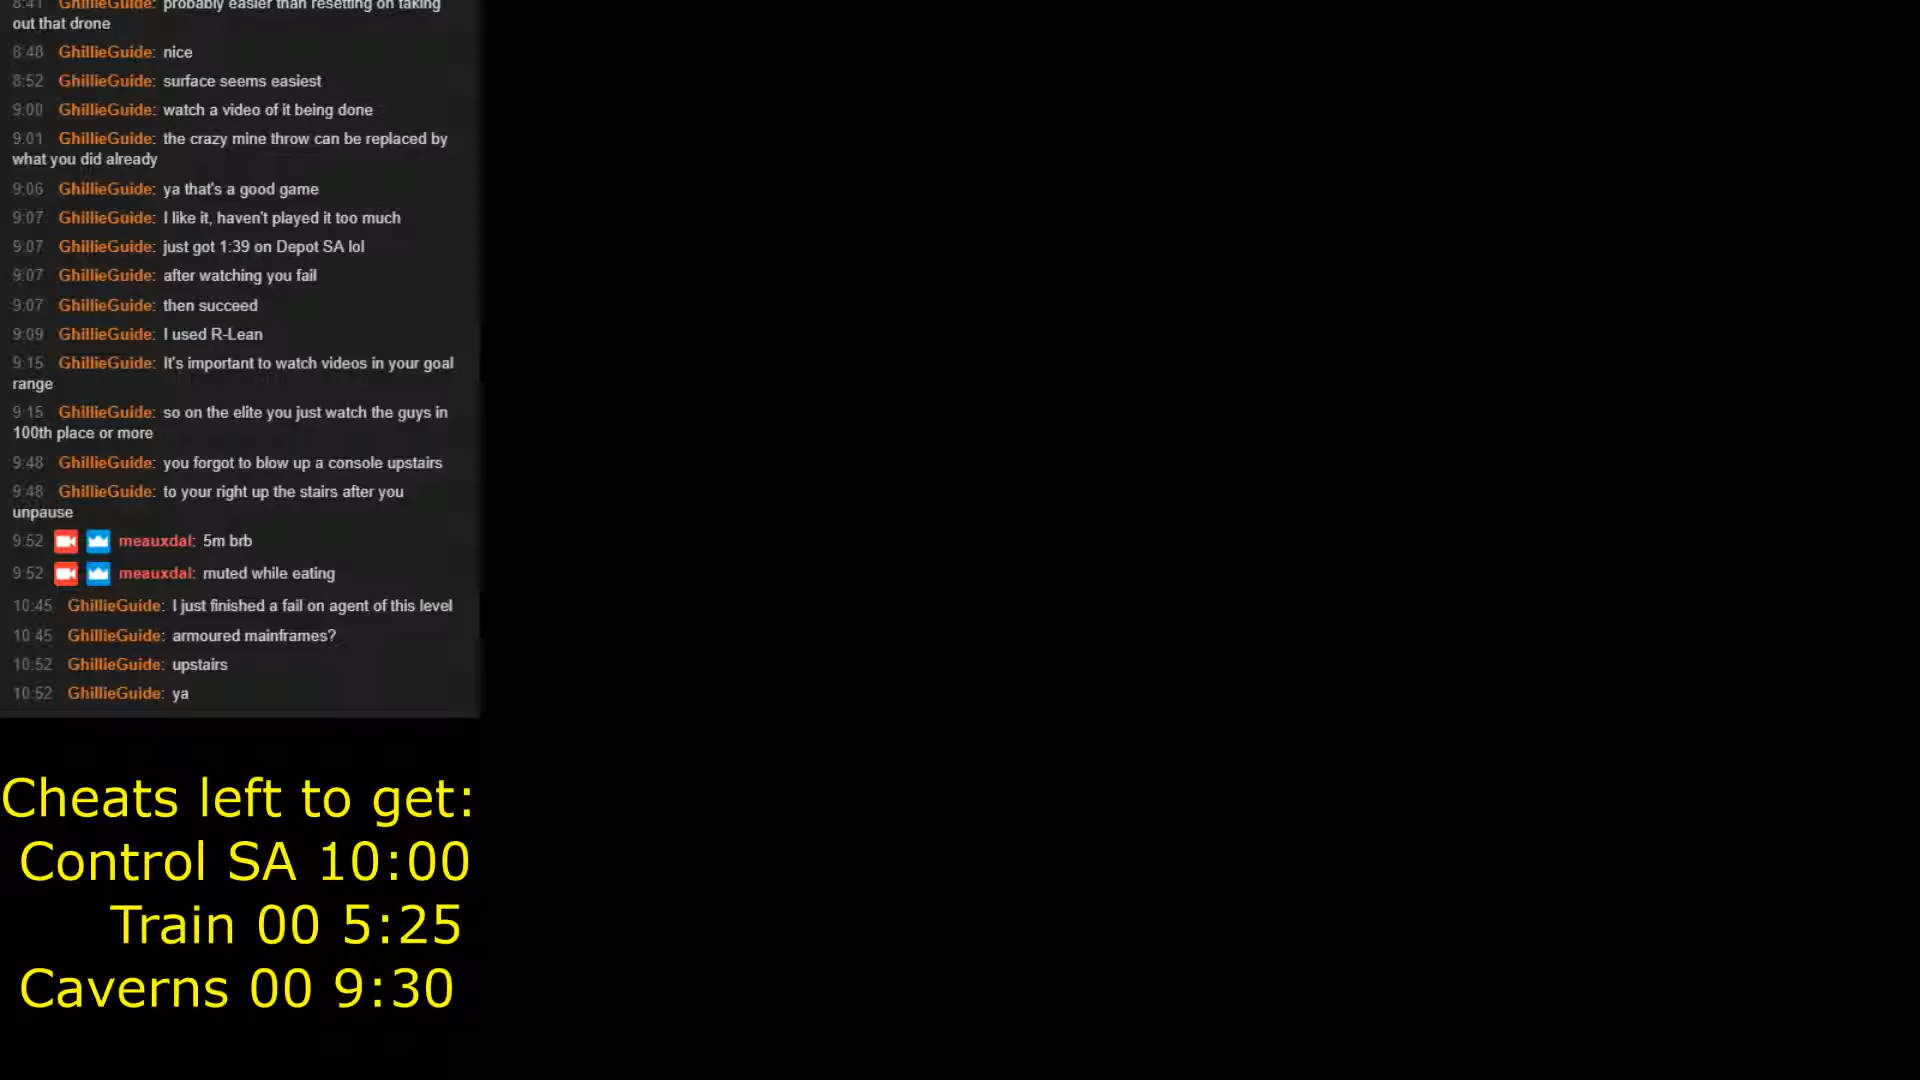 8:41 GhillieGuide: probably easier than resetting on taking
out that drone
8:48 GhillieGuide: nice
8:52 GhillieGuide: surface seems easiest
9:00 GhillieGuide: watch a video of it being done
9:01 GhillieGuide: the crazy mine throw can be replaced by
what you did already
9:06 GhillieGuide: ya that's a good game
9:07 GhillieGuide: I like it, haven't played it too much
9:07 GhillieGuide: just got 1:39 on Depot SA lol
9:07 GhillieGuide: after watching you fail
9:07 GhillieGuide: then succeed
9:09 GhillieGuide: I used R-Lean
9:15 GhillieGuide: It's important to watch videos in your goal
range
9:15 GhillieGuide: so on the elite you just watch the guys in
100th place or more
9:48 GhillieGuide: you forgot to blow up a console upstairs
9:48 GhillieGuide: to your right up the stairs after you
unpause
9:52 meauxdal: 5m brb
9:52 meauxdal: muted while eating
10:45 GhillieGuide: I just finished a fail on agent of this level
10:45 GhillieGuide: armoured mainframes?
10:52 GhillieGuide: upstairs
10:52 GhillieGuide: ya
Cheats left to get:
Control SA 10:00
Train 00 5:25
Caverns 00 9:30